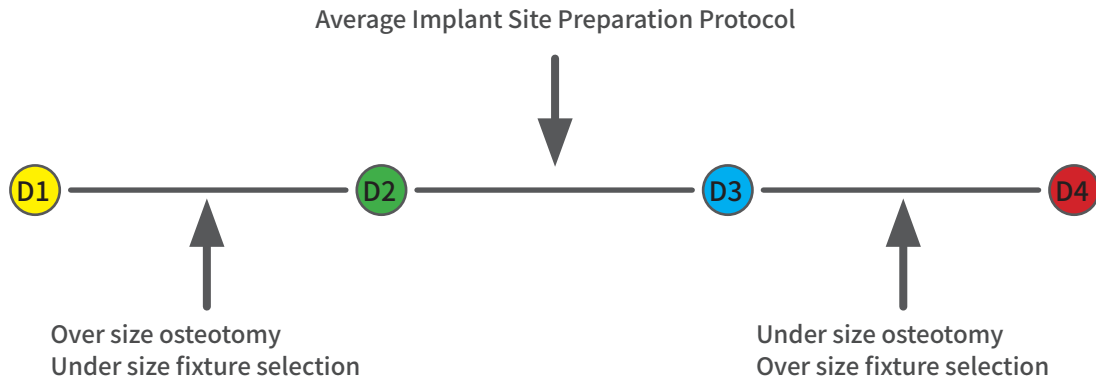 Average Implant Site Preparation Protocol
D1
D2
D3
D4
Over size osteotomy
Under size fixture selection
Under size osteotomy
Over size fixture selection